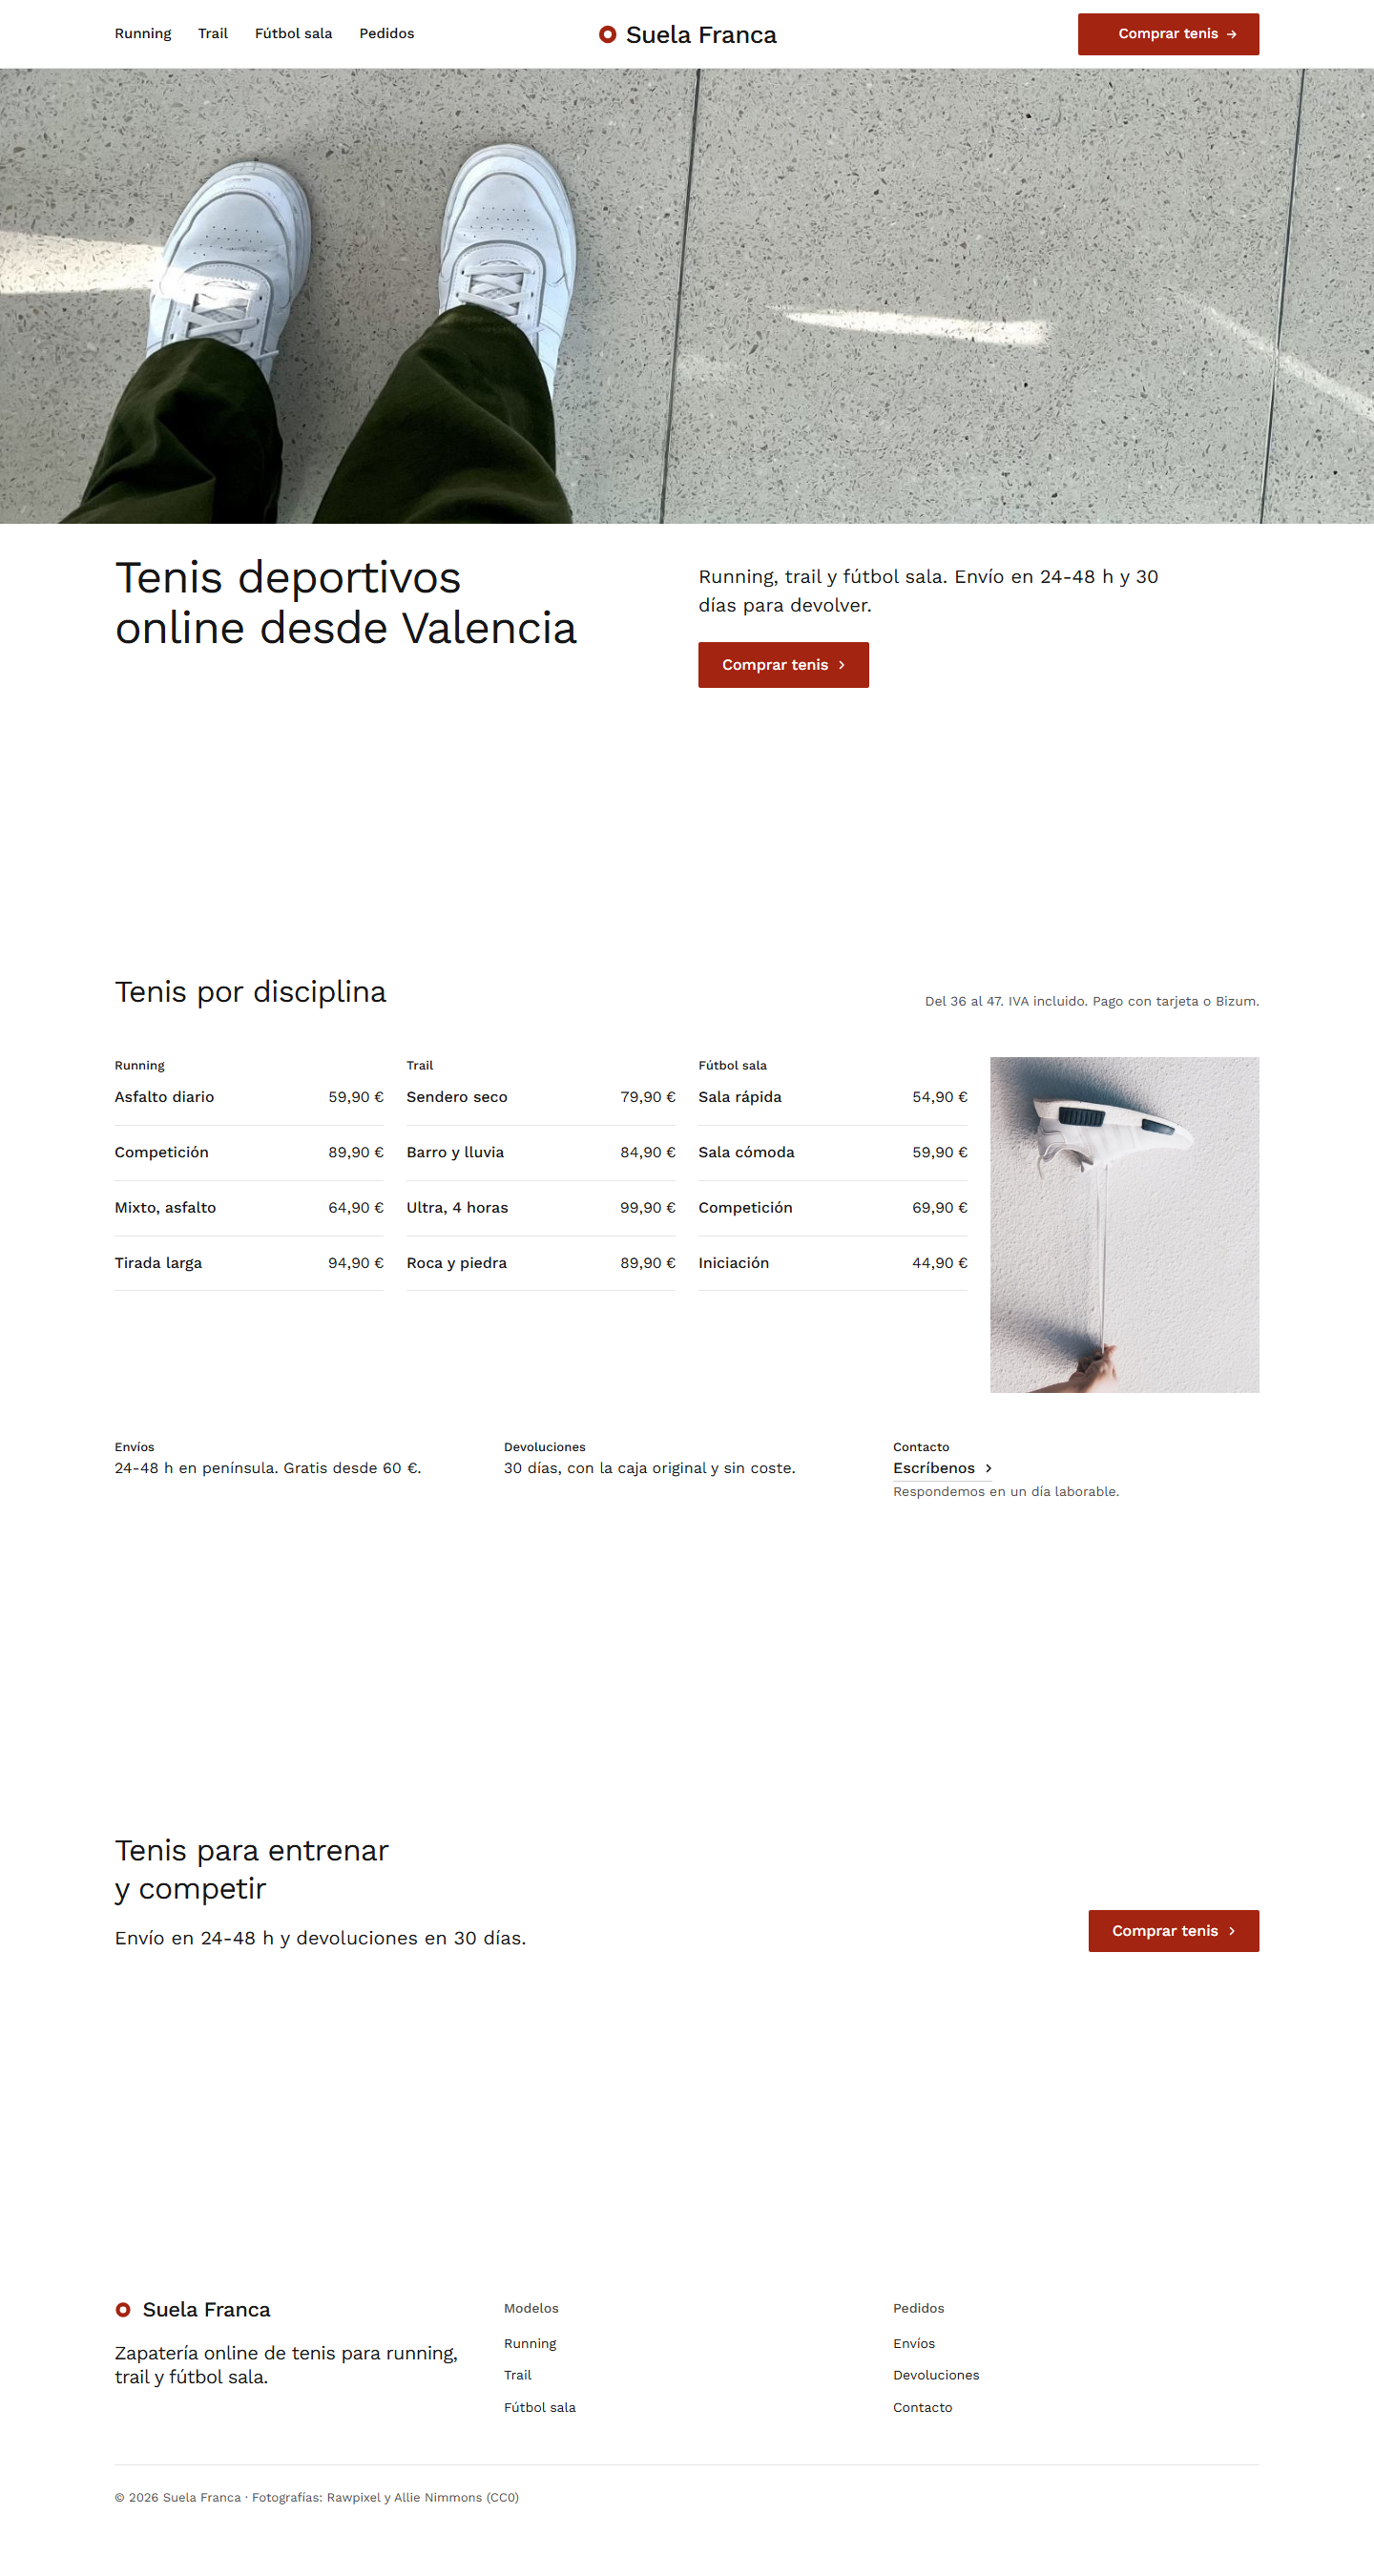 Running
Trail
Fútbol sala
Pedidos
Suela Franca
Comprar tenis
Tenis deportivos
online desde Valencia
Running, trail y fútbol sala. Envío en 24-48 h y 30
días para devolver.
Comprar tenis
Tenis por disciplina
Del 36 al 47. IVA incluido. Pago con tarjeta o Bizum.
Running
Asfalto diario 59,90 €
Competición 89,90 €
Mixto, asfalto 64,90 €
Tirada larga 94,90 €
Trail
Sendero seco 79,90 €
Barro y lluvia 84,90 €
Ultra, 4 horas 99,90 €
Roca y piedra 89,90 €
Fútbol sala
Sala rápida 54,90 €
Sala cómoda 59,90 €
Competición 69,90 €
Iniciación 44,90 €
Envíos
24-48 h en península. Gratis desde 60 €.
Devoluciones
30 días, con la caja original y sin coste.
Contacto
Escríbenos
Respondemos en un día laborable.
Tenis para entrenar
y competir
Envío en 24-48 h y devoluciones en 30 días.
Comprar tenis
Suela Franca
Zapatería online de tenis para running,
trail y fútbol sala.
Modelos
Running
Trail
Fútbol sala
Pedidos
Envíos
Devoluciones
Contacto
© 2026 Suela Franca · Fotografías: Rawpixel y Allie Nimmons (CC0)